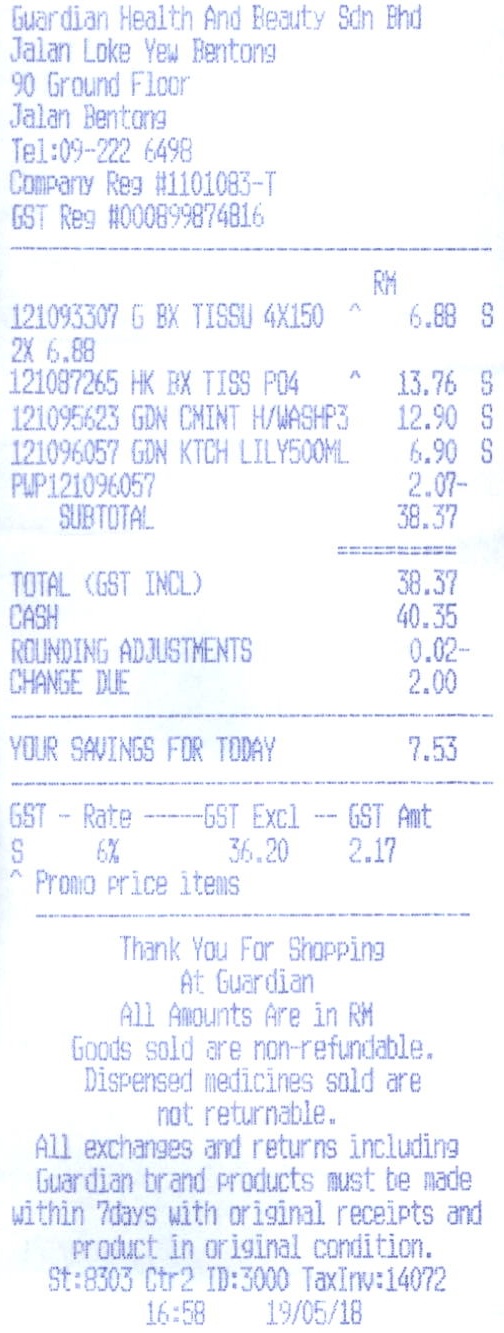 Guardian Health And Beauty Sdn Bhd
Jalan Loke Yew Bentong
90 Ground Floor
Jalan Bentong
Tel:09-222 6498
Company Reg #1101083-T
GST Reg #000899874816
RM
121093307 G BX TISSU 4X150 ^ 6.88 S
2X 6.88
121087265 HK BX TISS PO4 ^ 13.76 S
121095623 GDN CMINT H/WASHP3 12.90 S
121096057 GDN KTCH LILY500ML 6.90 S
PWP121096057 2.07-
SUBTOTAL 38.37
TOTAL (GST INCL) 38.37
CASH 40.35
ROUNDING ADJUSTMENTS 0.02-
CHANGE DUE 2.00
YOUR SAVINGS FOR TODAY 7.53
GST - Rate -----GST Excl -- GST Amt
S 6% 36.20 2.17
^ Promo price items
Thank You For Shopping
At Guardian
All Amounts Are in RM
Goods sold are non-refundable.
Dispensed medicines sold are
not returnable.
All exchanges and returns including
Guardian brand products must be made
within 7days with original receipts and
product in original condition.
St:8303 Ctr2 ID:3000 TaxInv:14072
16:58 19/05/18